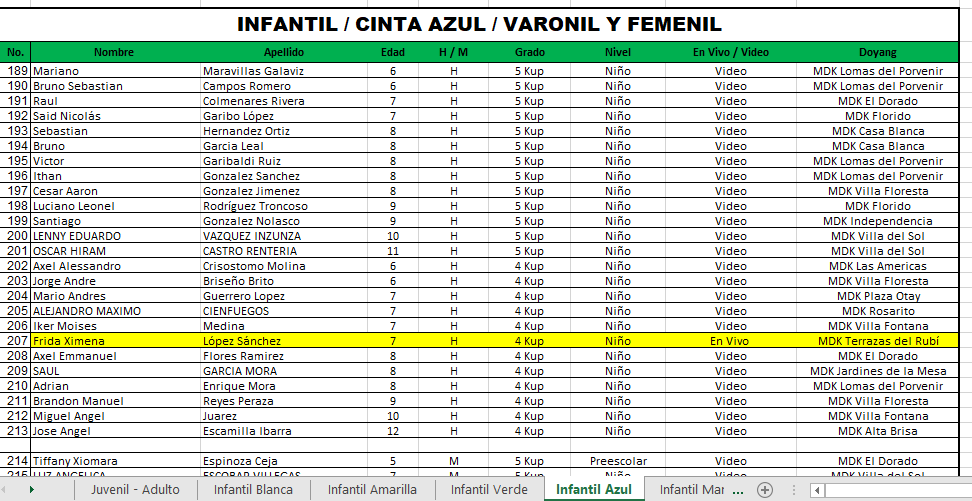 INFANTIL / CINTA AZUL / VARONIL Y FEMENIL
No. Nombre Apellido Edad H / M Grado Nivel En Vivo / Video Doyang
189 Mariano Maravillas Galaviz 6 H 5 Kup Niño Video MDK Lomas del Porvenir
190 Bruno Sebastian Campos Romero 6 H 5 Kup Niño Video MDK Lomas del Porvenir
191 Raul Colmenares Rivera 7 H 5 Kup Niño Video MDK El Dorado
192 Said Nicolás Garibo López 7 H 5 Kup Niño Video MDK Florido
193 Sebastian Hernandez Ortiz 8 H 5 Kup Niño Video MDK Casa Blanca
194 Bruno Garcia Leal 8 H 5 Kup Niño Video MDK Casa Blanca
195 Victor Garibaldi Ruiz 8 H 5 Kup Niño Video MDK Lomas del Porvenir
196 Ithan Gonzalez Sanchez 8 H 5 Kup Niño Video MDK Lomas del Porvenir
197 Cesar Aaron Gonzalez Jimenez 8 H 5 Kup Niño Video MDK Villa Floresta
198 Luciano Leonel Rodríguez Troncoso 9 H 5 Kup Niño Video MDK Florido
199 Santiago Gonzalez Nolasco 9 H 5 Kup Niño Video MDK Independencia
200 LENNY EDUARDO VAZQUEZ INZUNZA 10 H 5 Kup Niño Video MDK Villa del Sol
201 OSCAR HIRAM CASTRO RENTERIA 11 H 5 Kup Niño Video MDK Villa del Sol
202 Axel Alessandro Crisostomo Molina 6 H 4 Kup Niño Video MDK Las Americas
203 Jorge Andre Briseño Brito 6 H 4 Kup Niño Video MDK Villa Floresta
204 Mario Andres Guerrero Lopez 7 H 4 Kup Niño Video MDK Plaza Otay
205 ALEJANDRO MAXIMO CIENFUEGOS 7 H 4 Kup Niño Video MDK Rosarito
206 Iker Moises Medina 7 H 4 Kup Niño Video MDK Villa Fontana
207 Frida Ximena López Sánchez 7 H 4 Kup Niño En Vivo MDK Terrazas del Rubí
208 Axel Emmanuel Flores Ramirez 8 H 4 Kup Niño Video MDK El Dorado
209 SAUL GARCIA MORA 8 H 4 Kup Niño Video MDK Jardines de la Mesa
210 Adrian Enrique Mora 8 H 4 Kup Niño Video MDK Lomas del Porvenir
211 Brandon Manuel Reyes Peraza 9 H 4 Kup Niño Video MDK Villa Floresta
212 Miguel Angel Juarez 10 H 4 Kup Niño Video MDK Villa Fontana
213 Jose Angel Escamilla Ibarra 12 H 4 Kup Niño Video MDK Alta Brisa
214 Tiffany Xiomara Espinoza Ceja 5 M 5 Kup Preescolar Video MDK El Dorado
215 LUZ ANGELICA ESCOBAR VILLEGAS 7 M 5 Kup Niño Video
Juvenil - Adulto Infantil Blanca Infantil Amarilla Infantil Verde Infantil Azul Infantil Mar ...